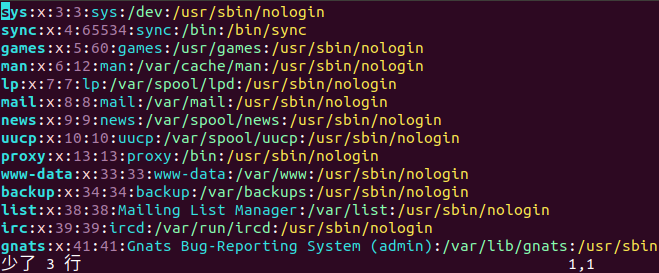 sys:x:3:3:sys:/dev:/usr/sbin/nologin
sync:x:4:65534:sync:/bin:/bin/sync
games:x:5:60:games:/usr/games:/usr/sbin/nologin
man:x:6:12:man:/var/cache/man:/usr/sbin/nologin
lp:x:7:7:lp:/var/spool/lpd:/usr/sbin/nologin
mail:x:8:8:mail:/var/mail:/usr/sbin/nologin
news:x:9:9:news:/var/spool/news:/usr/sbin/nologin
uucp:x:10:10:uucp:/var/spool/uucp:/usr/sbin/nologin
proxy:x:13:13:proxy:/bin:/usr/sbin/nologin
www-data:x:33:33:www-data:/var/www:/usr/sbin/nologin
backup:x:34:34:backup:/var/backups:/usr/sbin/nologin
list:x:38:38:Mailing List Manager:/var/list:/usr/sbin/nologin
irc:x:39:39:ircd:/var/run/ircd:/usr/sbin/nologin
gnats:x:41:41:Gnats Bug-Reporting System (admin):/var/lib/gnats:/usr/sbin
少了 3 行 1,1